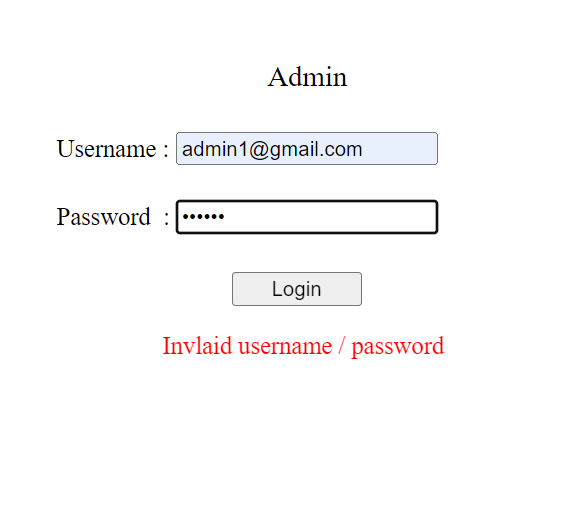 Admin
Username : admin1@gmail.com
Password : ••••••
Login
Invlaid username / password